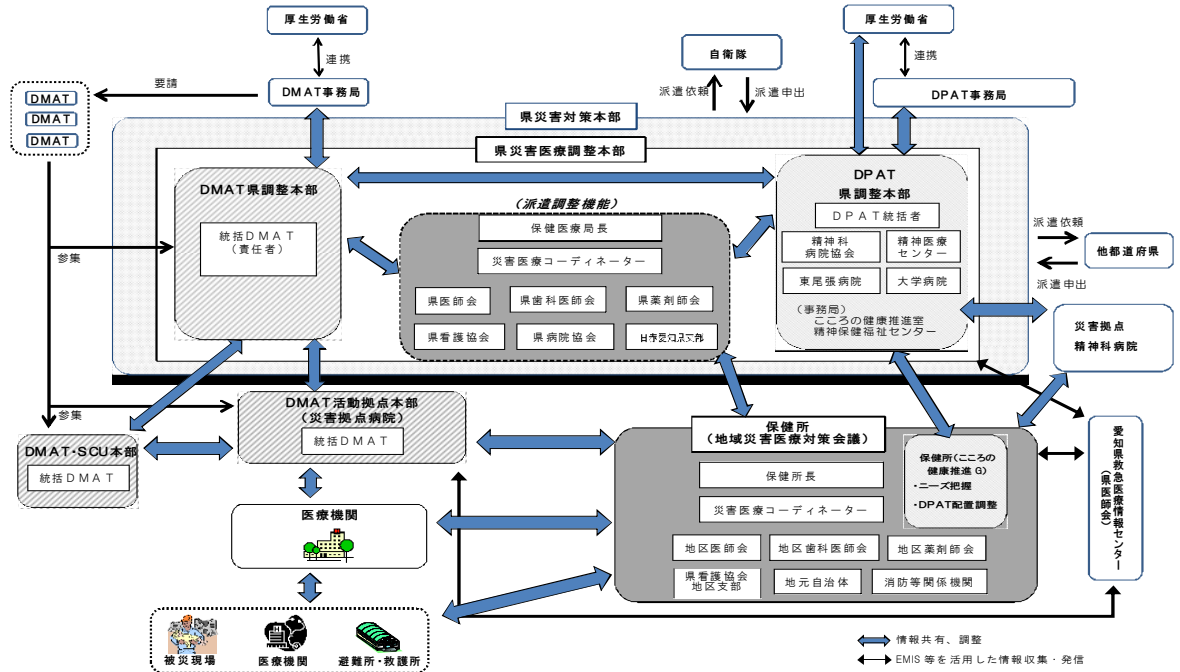 厚生労働省
連携
DMAT事務局
要請
DMAT
DMAT
DMAT
自衛隊
派遣依頼
派遣申出
厚生労働省
連携
DPAT事務局
県災害対策本部
県災害医療調整本部
DMAT県調整本部
統括DMAT
(責任者)
(派遣調整機能)
保健医療局長
災害医療コーディネーター
県医師会
県歯科医師会
県薬剤師会
県看護協会
県病院協会
日赤愛知県支部
DPAT
県調整本部
DPAT統括者
精神科
病院協会
精神医療
センター
東尾張病院
大学病院
(事務局)
こころの健康推進室
精神保健福祉センター
派遣依頼
他都道府県
派遣申出
災害拠点
精神科病院
参集
参集
DMAT活動拠点本部
(災害拠点病院)
統括DMAT
DMAT・SCU本部
統括DMAT
医療機関
被災現場
医療機関
避難所・救護所
保健所
(地域災害医療対策会議)
保健所長
災害医療コーディネーター
地区医師会
地区歯科医師会
地区薬剤師会
県看護協会
地区支部
地元自治体
消防等関係機関
保健所(こころの
健康推進G)
・ニーズ把握
・DPAT配置調整
愛知県救急医療情報センター
(県医師会)
情報共有、調整
EMIS等を活用した情報収集・発信